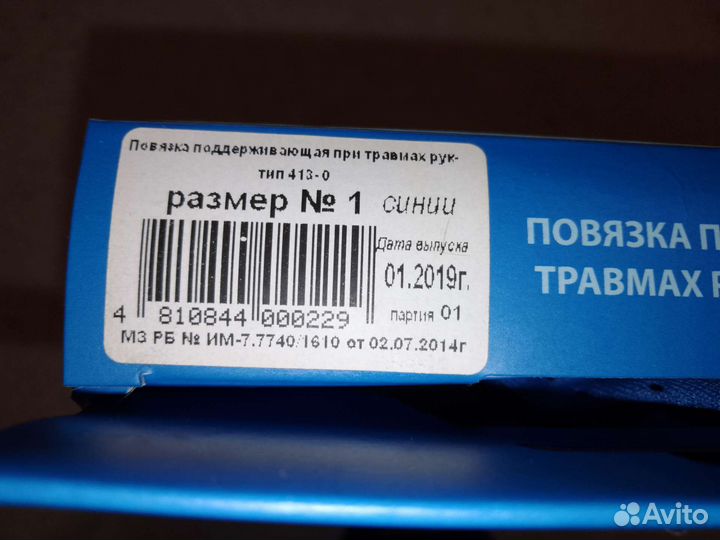 Повязка поддерживающая при травмах рук-
тип 413-0
размер № 1 синии
Дата выпуска
01.2019г.
партия 01
4 810844 000229
МЗ РБ № ИМ-7.7740/1610 от 02.07.2014г
ПОВЯЗКА П
ТРАВМАХ Р
Avito